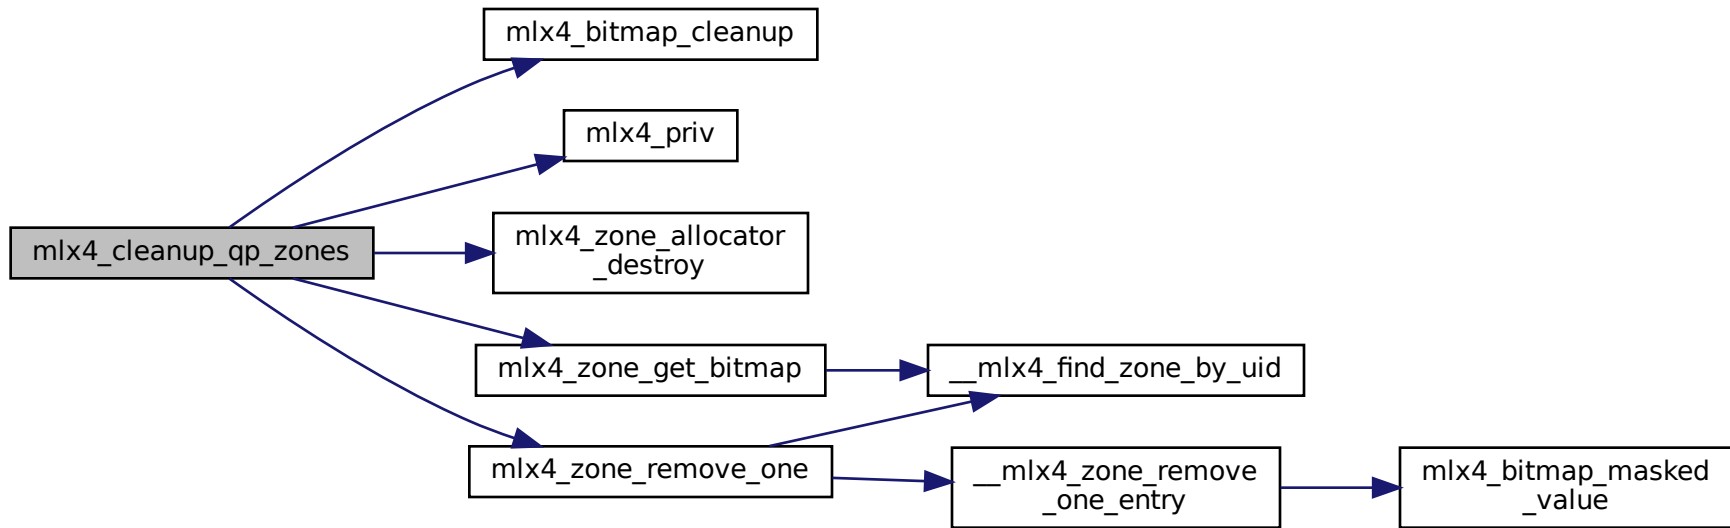 mlx4_bitmap_cleanup
mlx4_priv
mlx4_cleanup_qp_zones
mlx4_zone_allocator
_destroy
mlx4_zone_get_bitmap
__mlx4_find_zone_by_uid
mlx4_zone_remove_one
__mlx4_zone_remove
_one_entry
mlx4_bitmap_masked
_value